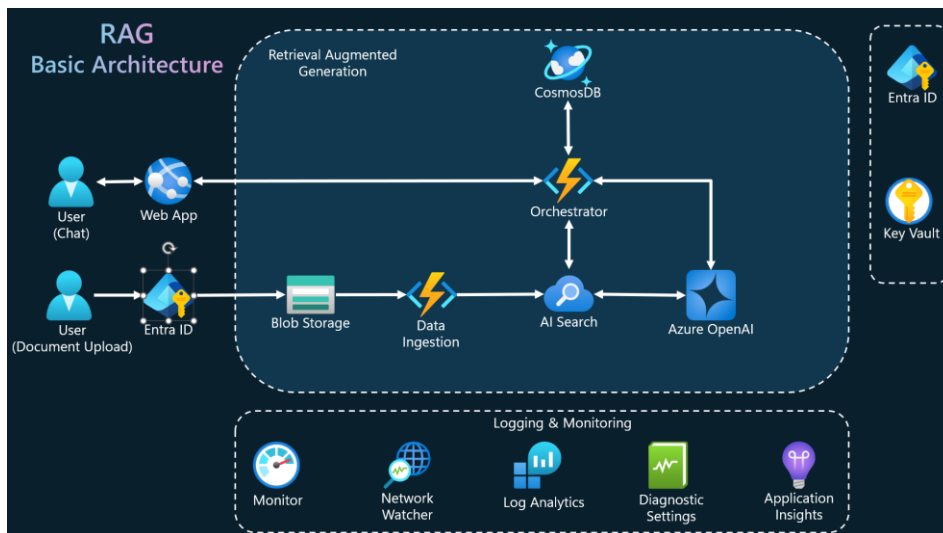 RAG
Basic Architecture
Retrieval Augmented
Generation
CosmosDB
Entra ID
User
(Chat)
Web App
Orchestrator
Key Vault
User
(Document Upload)
Entra ID
Blob Storage
Data
Ingestion
AI Search
Azure OpenAI
Logging & Monitoring
Monitor
Network
Watcher
Log Analytics
Diagnostic
Settings
Application
Insights